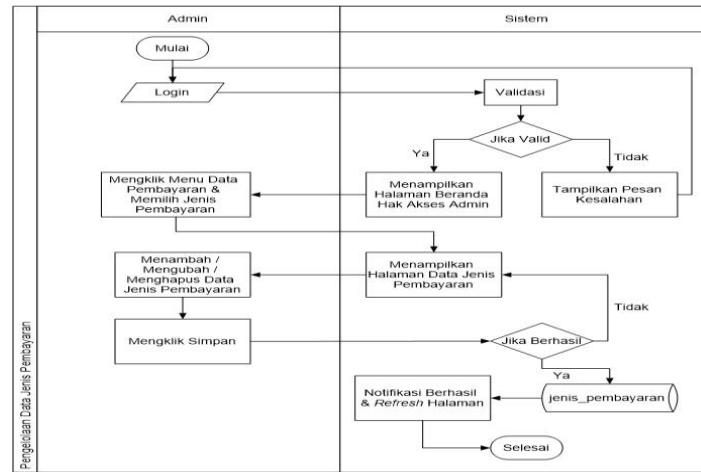 Admin
Sistem
Mulai
Login
Validasi
Jika Valid
Ya
Tidak
Mengklik Menu Data
Pembayaran &
Memilih Jenis
Pembayaran
Menampilkan
Halaman Beranda
Hak Akses Admin
Tampilkan Pesan
Kesalahan
Menambah /
Mengubah /
Menghapus Data
Jenis Pembayaran
Menampilkan
Halaman Data Jenis
Pembayaran
Tidak
Mengklik Simpan
Jika Berhasil
Ya
Notifikasi Berhasil
& Refresh Halaman
jenis_pembayaran
Selesai
Pengelolaan Data Jenis Pembayaran